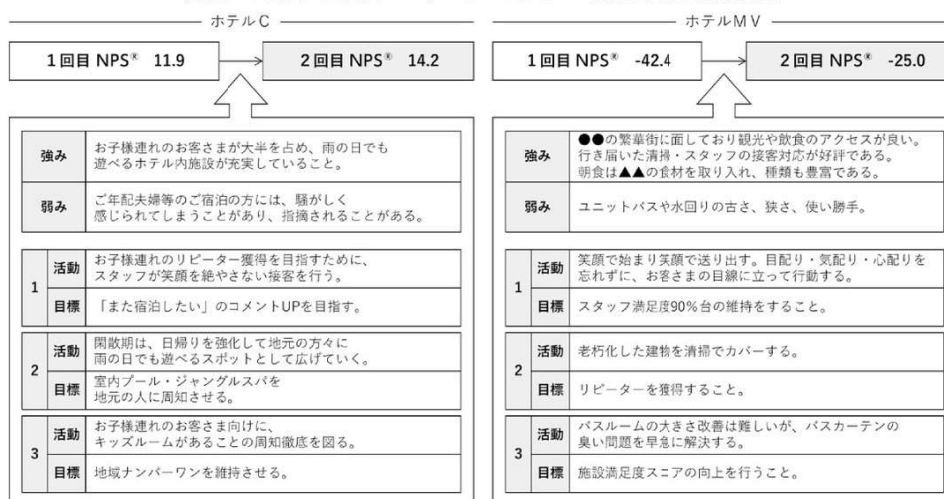 ホテルC
1回目 NPS® 11.9
2回目 NPS® 14.2
強み
お子様連れのお客さまが大半を占め、雨の日でも
遊べるホテル内施設が充実していること。
弱み
ご年配夫婦等のご宿泊の方には、騒がしく
感じられてしまうことがあり、指摘されることがある。
1
活動
お子様連れのリピーター獲得を目指すために、
スタッフが笑顔を絶やさない接客を行う。
目標
「また宿泊したい」のコメントUPを目指す。
2
活動
閑散期は、日帰りを強化して地元の方々に
雨の日でも遊べるスポットとして広げていく。
目標
室内プール・ジャングルスパを
地元の人に周知させる。
3
活動
お子様連れのお客さま向けに、
キッズルームがあることの周知徹底を図る。
目標
地域ナンバーワンを維持させる。
ホテルMV
1回目 NPS® -42.4
2回目 NPS® -25.0
強み
●●の繁華街に面しており観光や飲食のアクセスが良い。
行き届いた清掃・スタッフの接客対応が好評である。
朝食は▲▲の食材を取り入れ、種類も豊富である。
弱み
ユニットバスや水回りの古さ、狭さ、使い勝手。
1
活動
笑顔で始まり笑顔で送り出す。目配り・気配り・心配りを
忘れずに、お客さまの目線に立って行動する。
目標
スタッフ満足度90%台の維持をすること。
2
活動
老朽化した建物を清掃でカバーする。
目標
リピーターを獲得すること。
3
活動
バスルームの大きさ改善は難しいが、バスカーテンの
臭い問題を早急に解決する。
目標
施設満足度スコアの向上を行うこと。